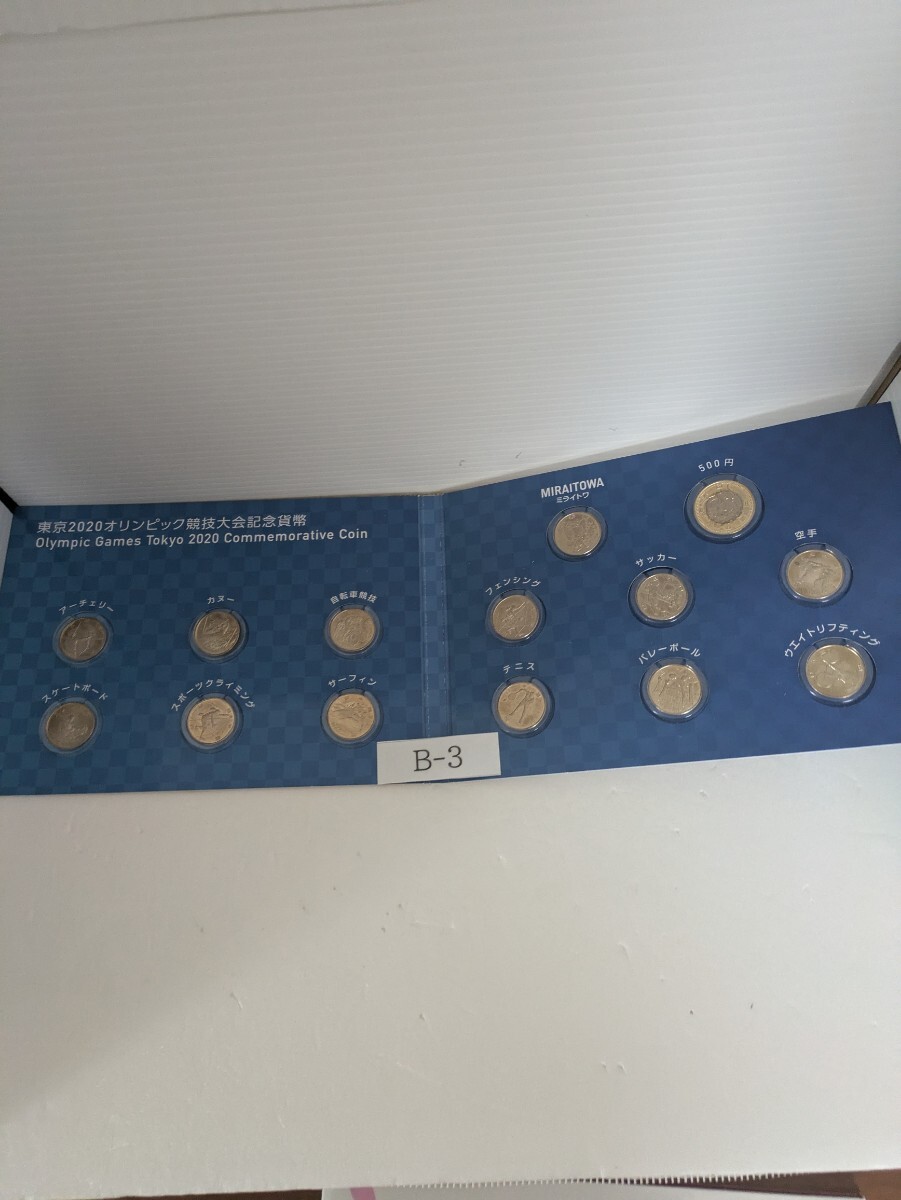 東京2020オリンピック競技大会記念貨幣
Olympic Games Tokyo 2020 Commemorative Coin
アーチェリー
カヌー
自転車競技
スケートボード
スポーツクライミング
サーフィン
MIRAITOWA
ミライトワ
500円
フェンシング
サッカー
空手
テニス
バレーボール
ウエイトリフティング
B-3